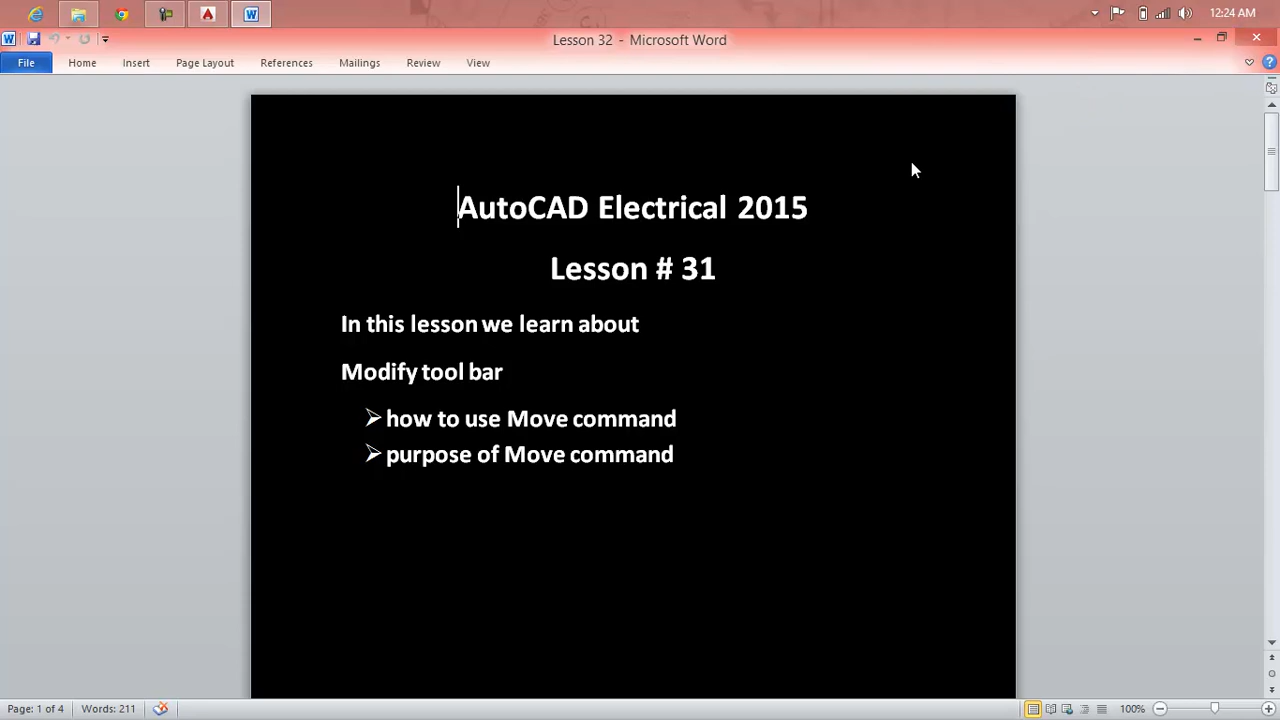 12:24 AM
Lesson 32 - Microsoft Word
File Home Insert Page Layout References Mailings Review View
AutoCAD Electrical 2015
Lesson # 31
In this lesson we learn about
Modify tool bar
how to use Move command
purpose of Move command
Page: 1 of 4 Words: 211 100%